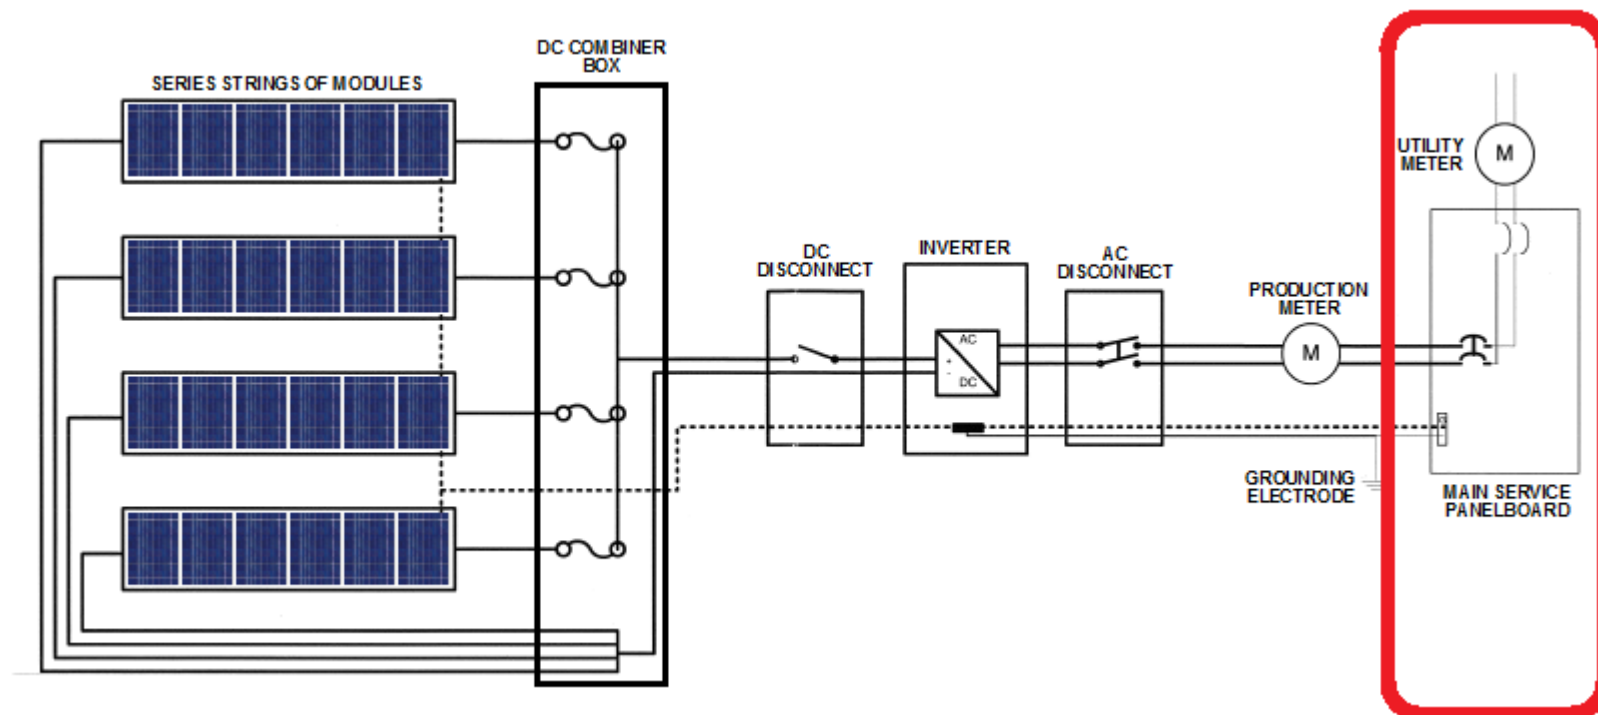 DC COMBINER
BOX
SERIES STRINGS OF MODULES
UTILITY
METER
M
DC
DISCONNECT
INVERTER
AC
DISCONNECT
PRODUCTION
METER
M
AC
+
-
DC
GROUNDING
ELECTRODE
MAIN SERVICE
PANELBOARD